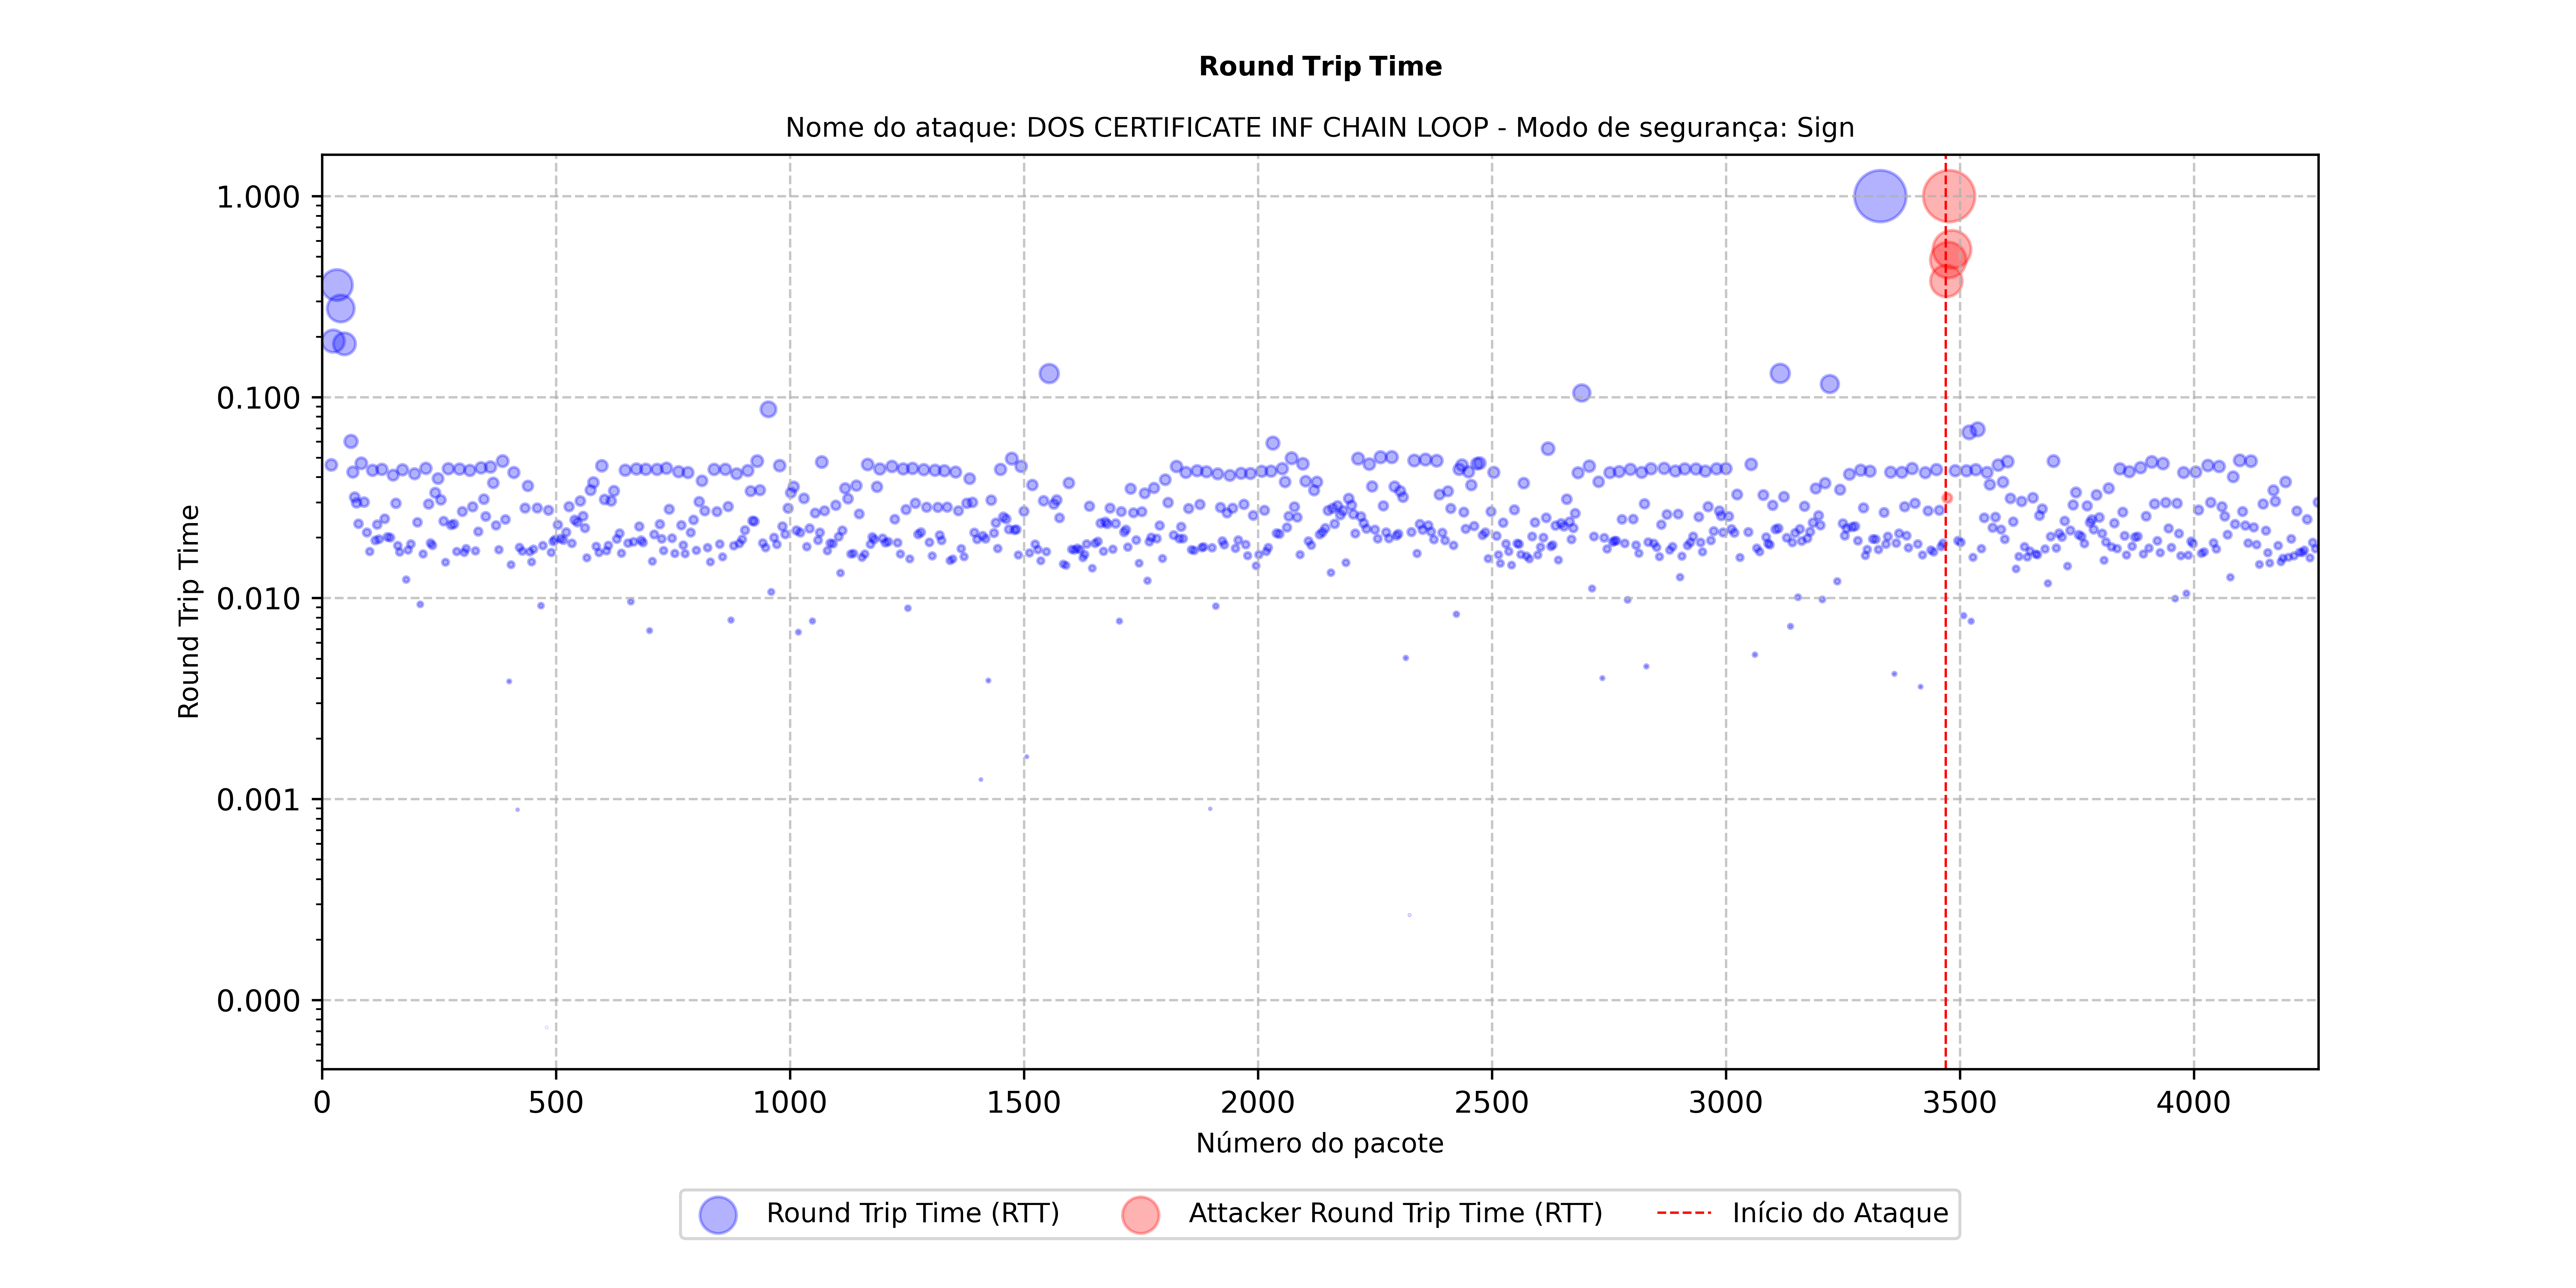 Round Trip Time
Nome do ataque: DOS CERTIFICATE INF CHAIN LOOP - Modo de segurança: Sign
Round Trip Time
1.000
0.100
0.010
0.001
0.000
0 500 1000 1500 2000 2500 3000 3500 4000
Número do pacote
Round Trip Time (RTT) Attacker Round Trip Time (RTT) Início do Ataque